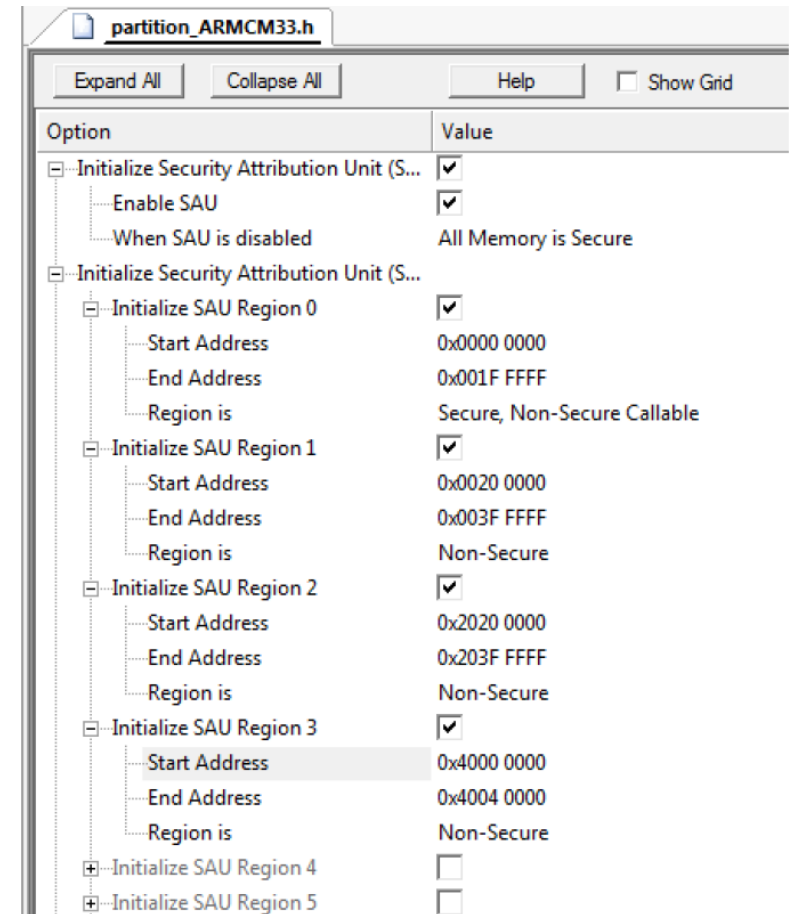 partition_ARMCM33.h
Expand All Collapse All Help Show Grid
Option Value
Initialize Security Attribution Unit (S...
Enable SAU
When SAU is disabled All Memory is Secure
Initialize Security Attribution Unit (S...
Initialize SAU Region 0
Start Address 0x0000 0000
End Address 0x001F FFFF
Region is Secure, Non-Secure Callable
Initialize SAU Region 1
Start Address 0x0020 0000
End Address 0x003F FFFF
Region is Non-Secure
Initialize SAU Region 2
Start Address 0x2020 0000
End Address 0x203F FFFF
Region is Non-Secure
Initialize SAU Region 3
Start Address 0x4000 0000
End Address 0x4004 0000
Region is Non-Secure
Initialize SAU Region 4
Initialize SAU Region 5